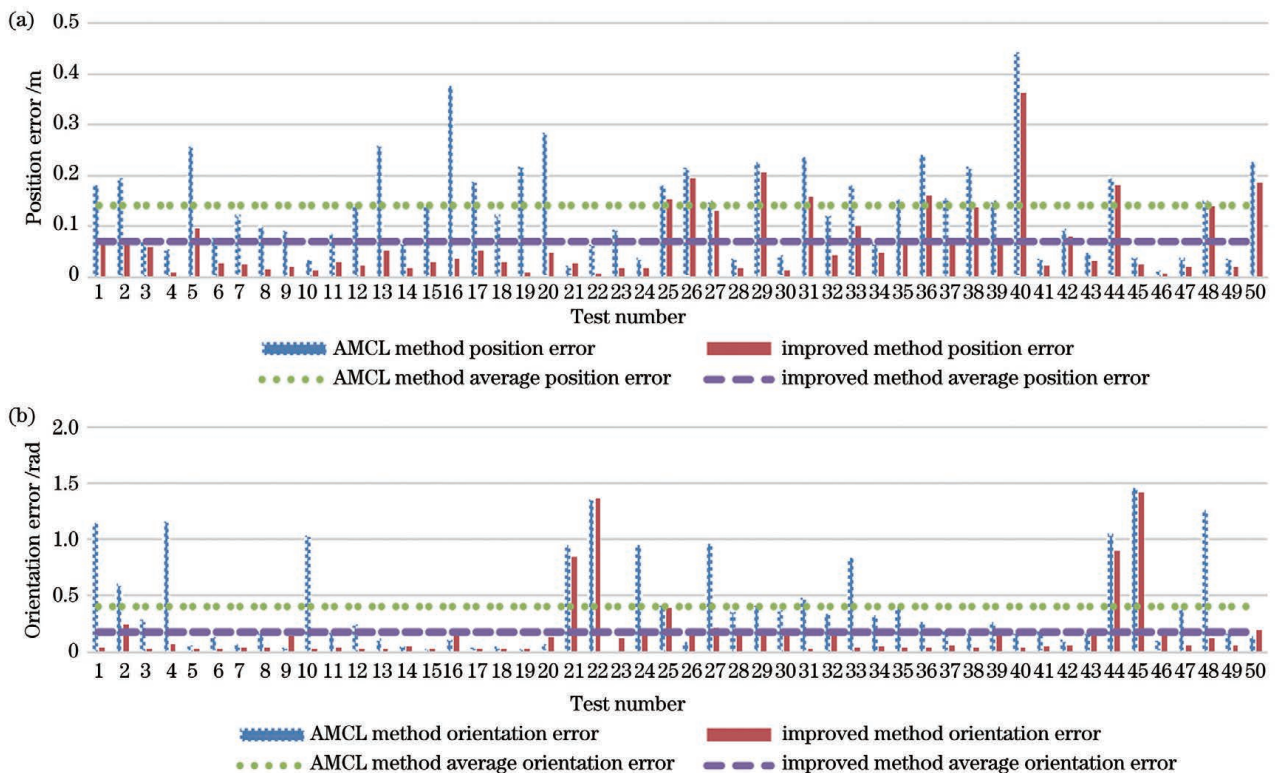 (a)
0.5
0.4
0.3
0.2
0.1
0
Position error /m
1 2 3 4 5 6 7 8 9 10 11 12 13 14 15 16 17 18 19 20 21 22 23 24 25 26 27 28 29 30 31 32 33 34 35 36 37 38 39 40 41 42 43 44 45 46 47 48 49 50
Test number
AMCL method position error
improved method position error
AMCL method average position error
improved method average position error
(b)
2.0
1.5
1.0
0.5
0
Orientation error /rad
1 2 3 4 5 6 7 8 9 10 11 12 13 14 15 16 17 18 19 20 21 22 23 24 25 26 27 28 29 30 31 32 33 34 35 36 37 38 39 40 41 42 43 44 45 46 47 48 49 50
Test number
AMCL method orientation error
improved method orientation error
AMCL method average orientation error
improved method average orientation error